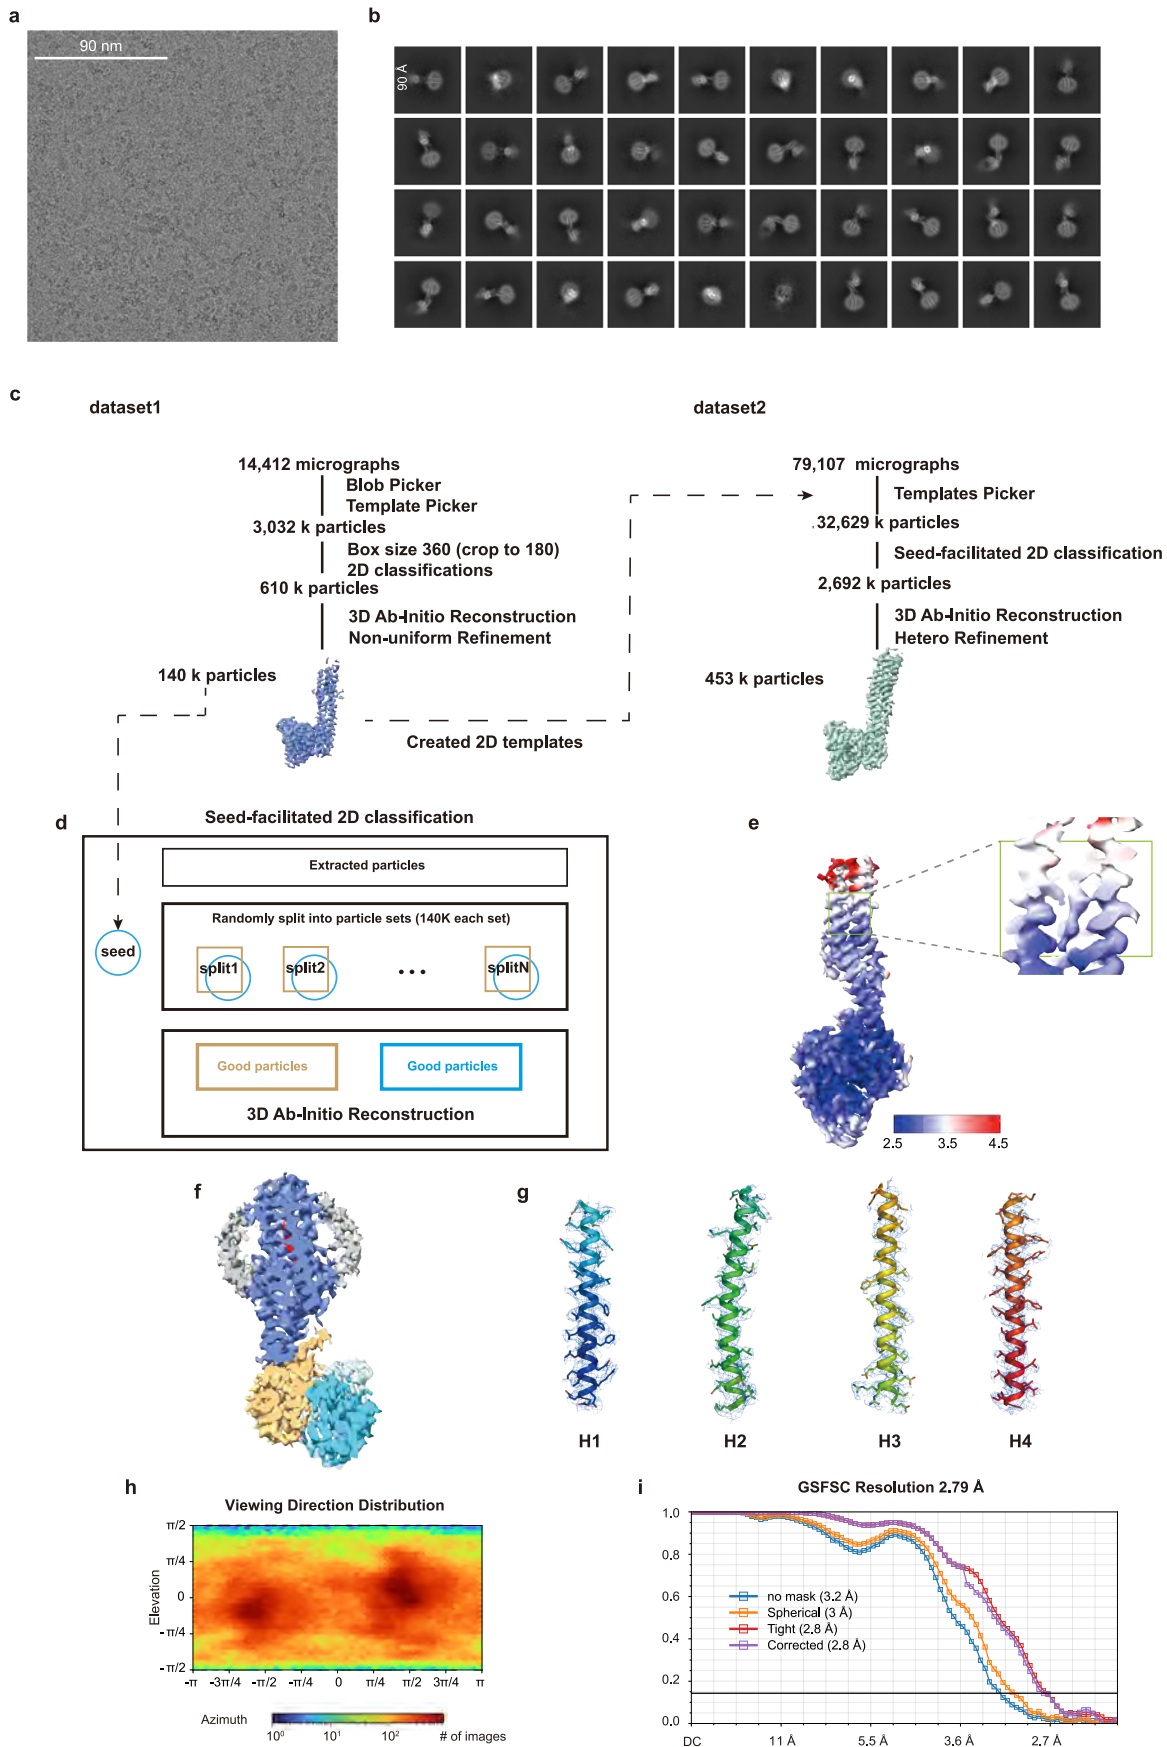 a
90 nm
b
90 Å
c
dataset1
14,412 micrographs
Blob Picker
Template Picker
3,032 k particles
Box size 360 (crop to 180)
2D classifications
610 k particles
3D Ab-Initio Reconstruction
Non-uniform Refinement
140 k particles
Created 2D templates
dataset2
79,107 micrographs
Templates Picker
32,629 k particles
Seed-facilitated 2D classification
2,692 k particles
3D Ab-Initio Reconstruction
Hetero Refinement
453 k particles
d
Seed-facilitated 2D classification
Extracted particles
Randomly split into particle sets (140K each set)
seed
split1 split2 ... splitN
Good particles Good particles
3D Ab-Initio Reconstruction
e
2.5 3.5 4.5
f
g
H1 H2 H3 H4
h
Viewing Direction Distribution
Elevation
π/2
π/4
0
-π/4
-π/2
-π -3π/4 -π/2 -π/4 0 π/4 π/2 3π/4 π
Azimuth
10⁰ 10¹ 10² # of images
i
GSFSC Resolution 2.79 Å
1.0
0.8
0.6
0.4
0.2
0.0
no mask (3.2 Å)
Spherical (3 Å)
Tight (2.8 Å)
Corrected (2.8 Å)
DC 11 Å 5.5 Å 3.6 Å 2.7 Å